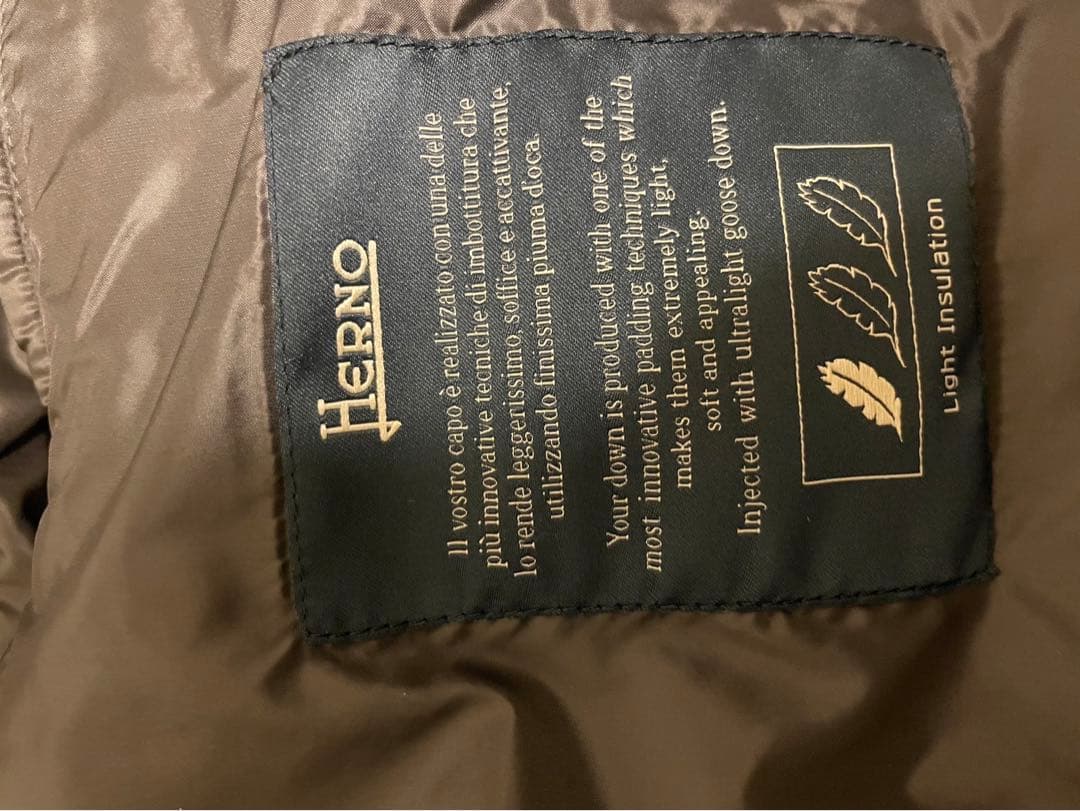 HERNO
Il vostro capo è realizzato con una delle
più innovative tecniche di imbottitura che
lo rende leggerissimo, soffice e accattivante,
utilizzando finissima piuma d'oca.
Your down is produced with one of the
most innovative padding techniques which
makes them extremely light,
soft and appealing.
Injected with ultralight goose down.
Light Insulation